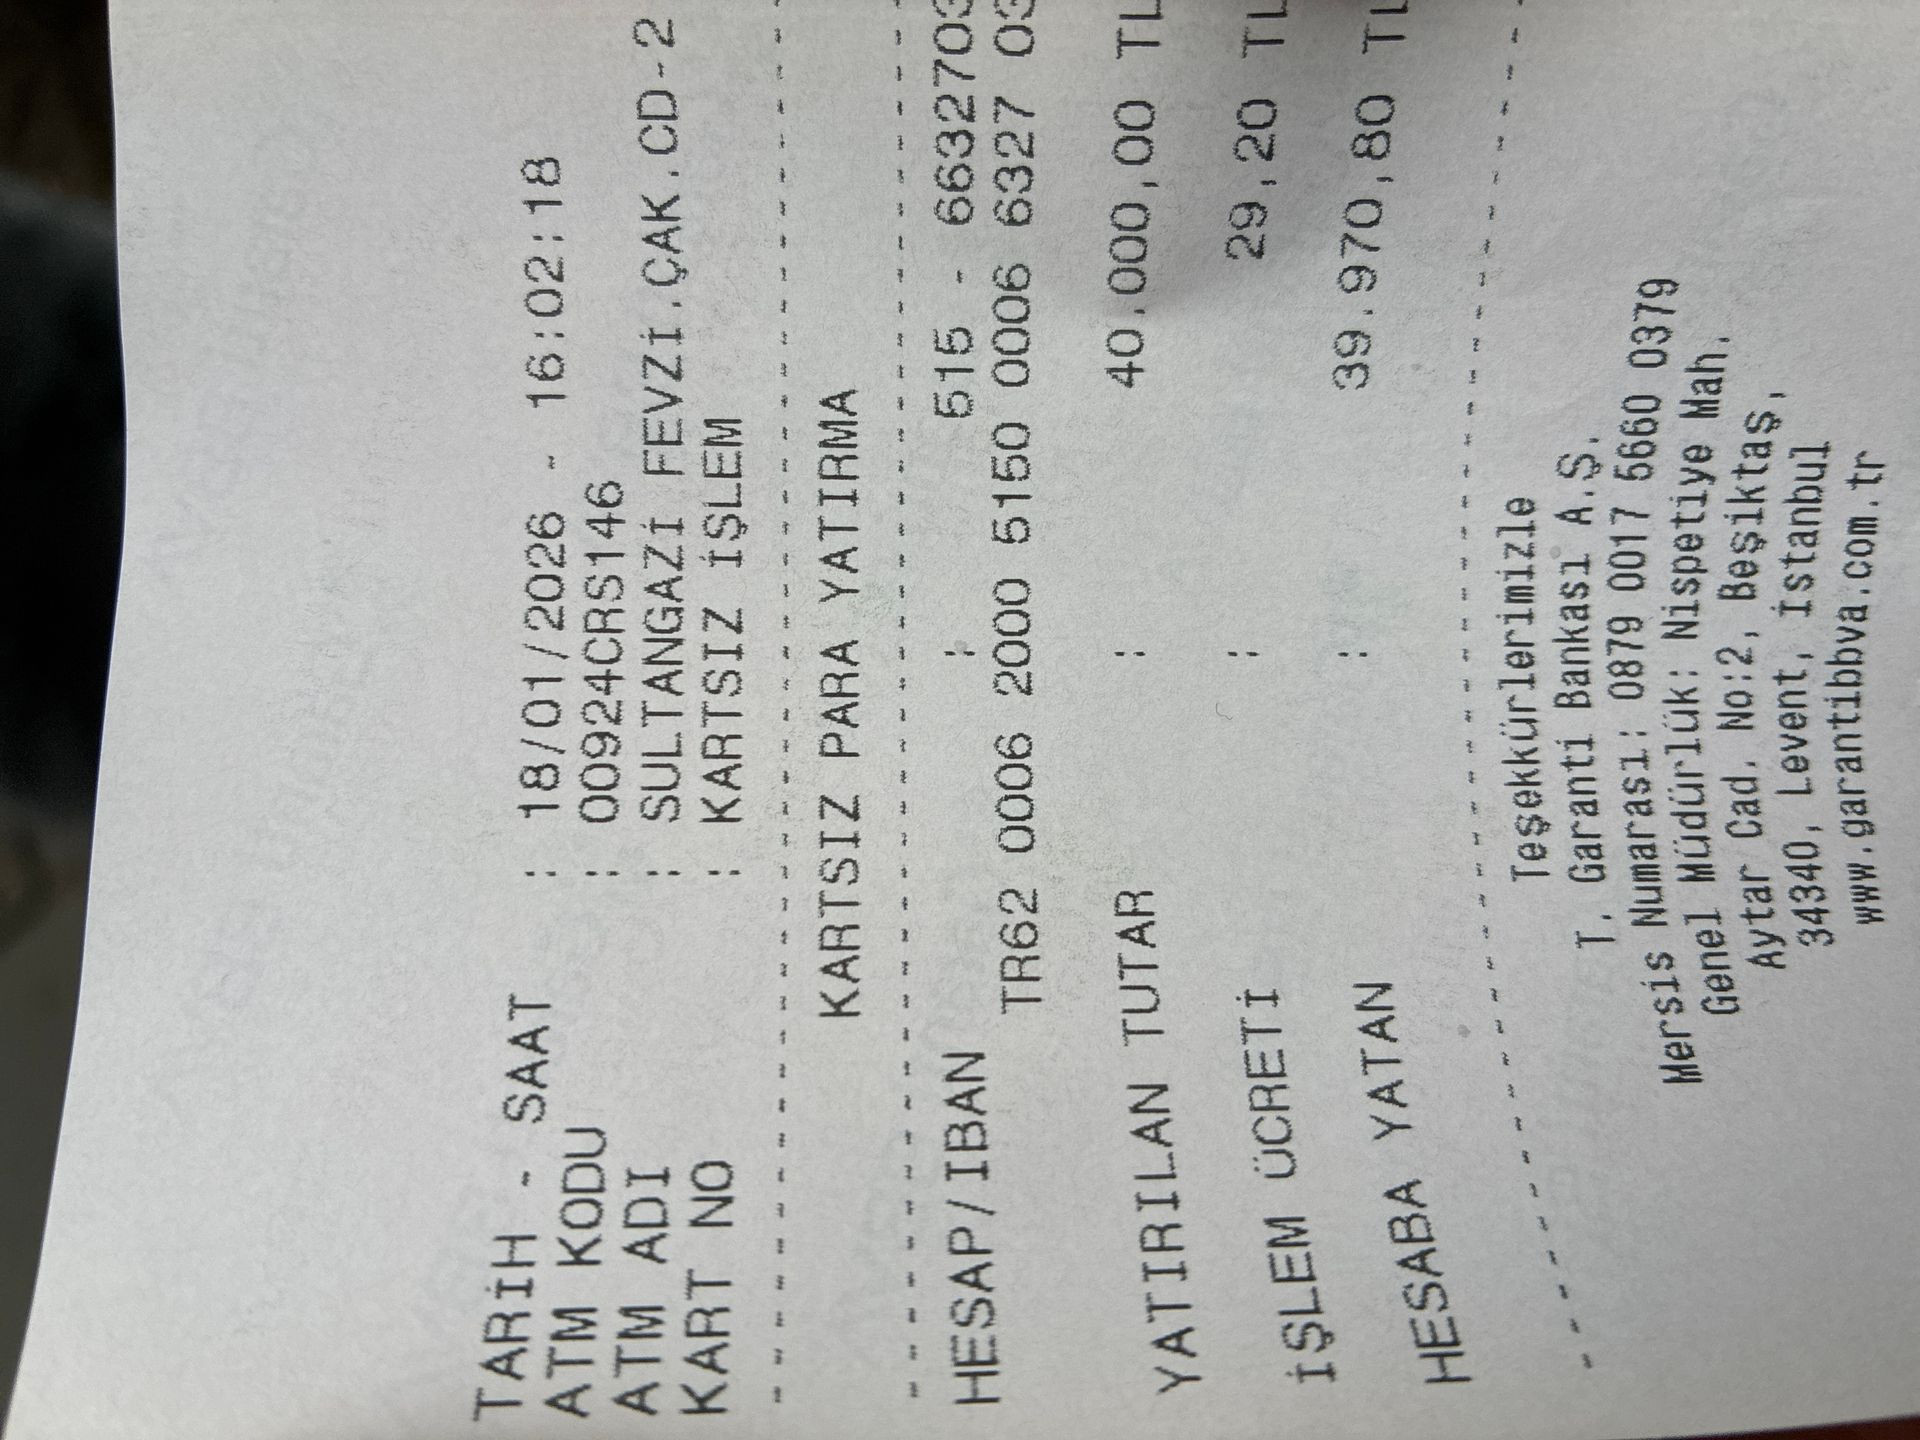 TARİH - SAAT : 18/01/2026 - 16:02:18
ATM KODU : 00924CRS146
ATM ADI : SULTANGAZİ FEVZİ.ÇAK.CD-2
KART NO : KARTSIZ İŞLEM
KARTSIZ PARA YATIRMA
HESAP/IBAN : 515 - 6632703
TR62 0006 2000 5150 0006 6327 03
YATIRILAN TUTAR : 40.000,00 TL
İŞLEM ÜCRETİ : 29,20 TL
HESABA YATAN : 39.970,80 TL
Teşekkürlerimizle
T. Garanti Bankası A.Ş.
Mersis Numarası: 0879 0017 5660 0379
Genel Müdürlük: Nispetiye Mah.
Aytar Cad. No:2, Beşiktaş,
34340, Levent, İstanbul
www.garantibbva.com.tr